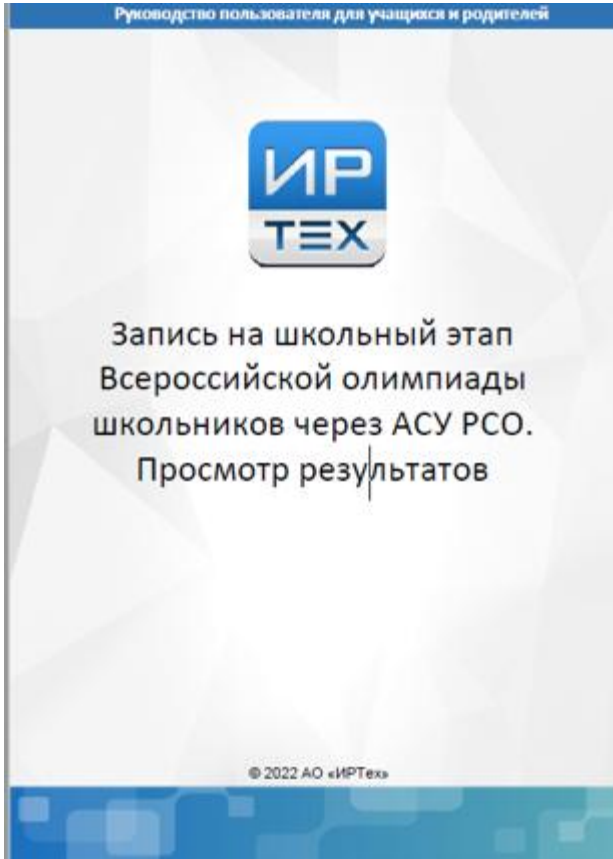 Руководство пользователя для учащихся и родителей
ИР
ТЕХ
Запись на школьный этап
Всероссийской олимпиады
школьников через АСУ РСО.
Просмотр результатов
© 2022 АО «ИРТех»